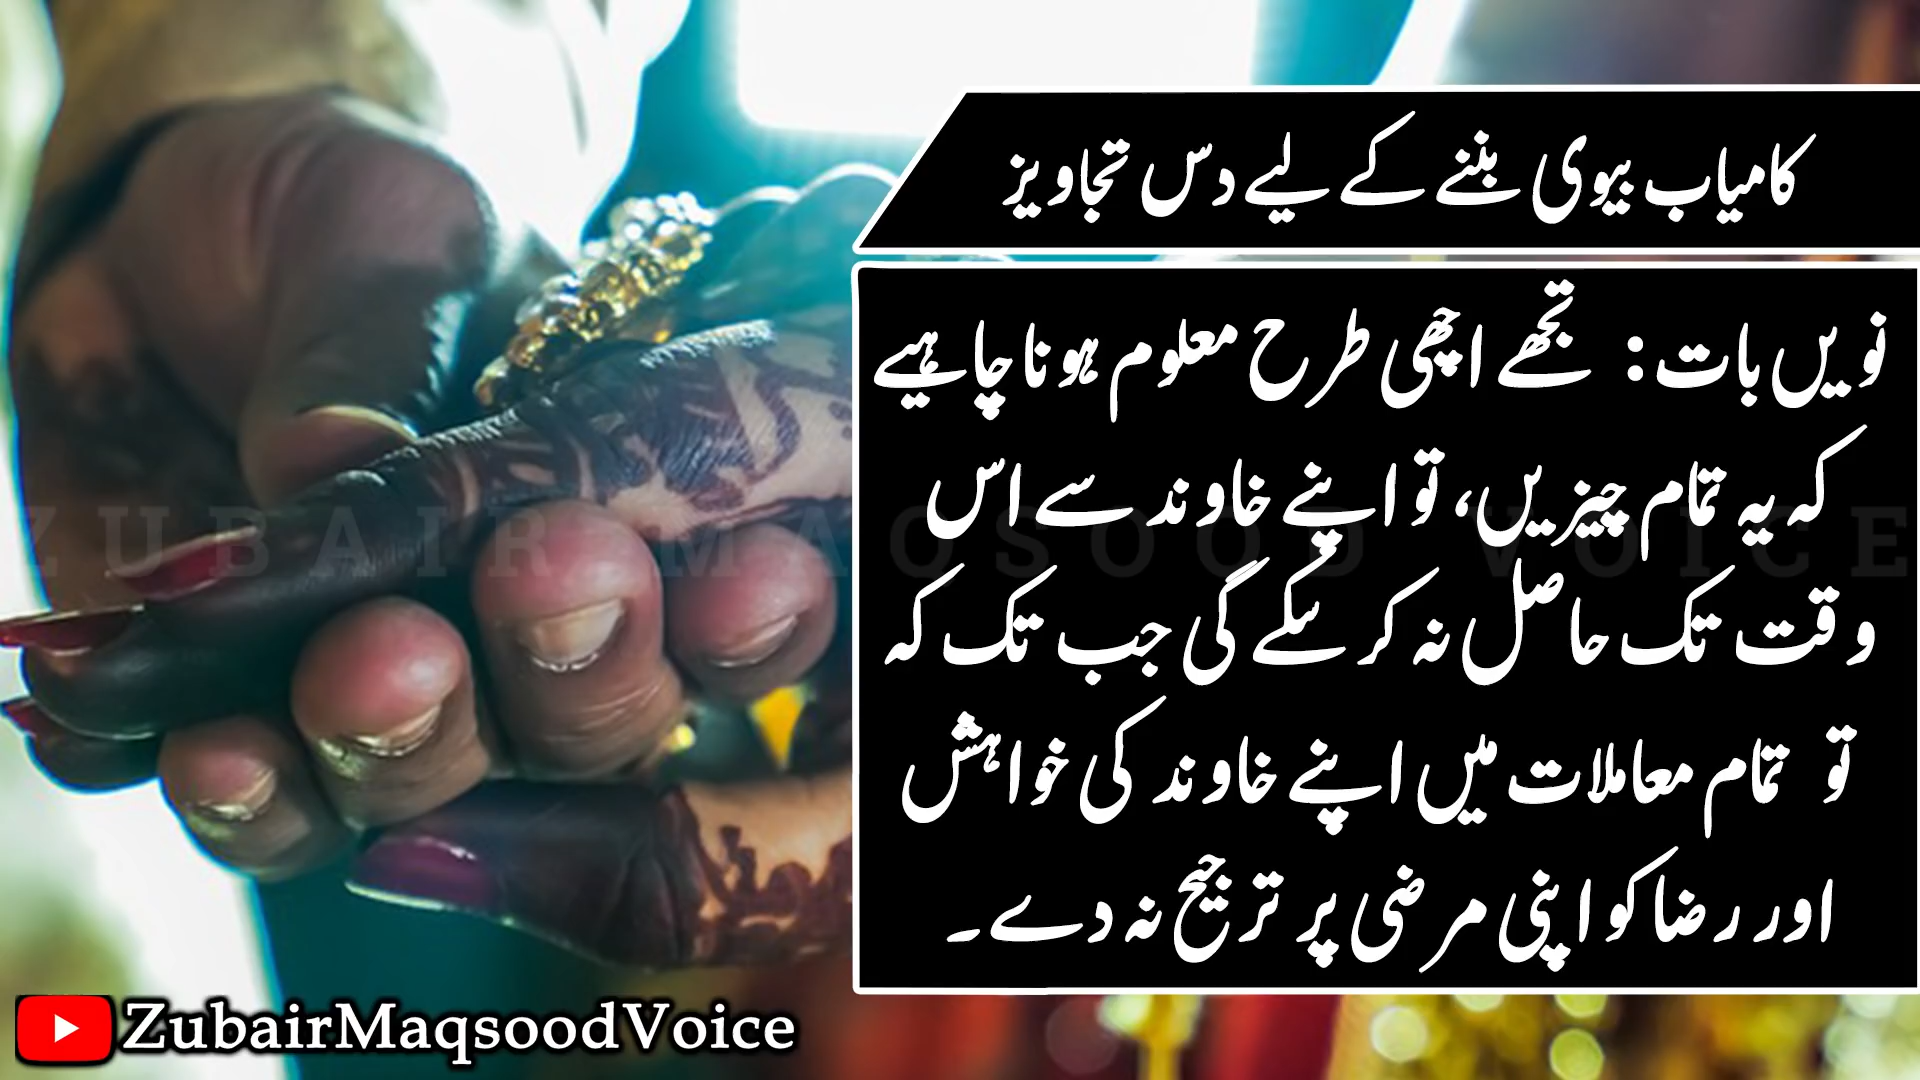 کامیاب بیوی بننے کے لیے دس تجاویز
نویں بات: تجھے اچھی طرح معلوم ہونا چاہیے
کہ یہ تمام چیزیں، تو اپنے خاوند سے اس
وقت تک حاصل نہ کر سکے گی جب تک کہ
تو تمام معاملات میں اپنے خاوند کی خواہش
اور رضا کو اپنی مرضی پر ترجیح نہ دے۔
ZUBAIR MAQSOOD VOICE
ZubairMaqsoodVoice